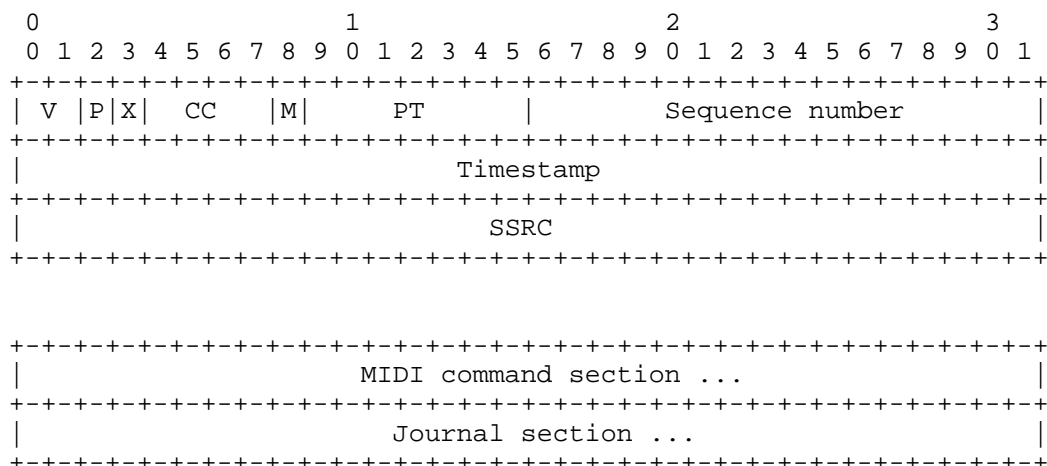 0                   1                   2                   3
 0 1 2 3 4 5 6 7 8 9 0 1 2 3 4 5 6 7 8 9 0 1 2 3 4 5 6 7 8 9 0 1
+-+-+-+-+-+-+-+-+-+-+-+-+-+-+-+-+-+-+-+-+-+-+-+-+-+-+-+-+-+-+-+-+
| V |P|X|  CC   |M|     PT      |        Sequence number        |
+-+-+-+-+-+-+-+-+-+-+-+-+-+-+-+-+-+-+-+-+-+-+-+-+-+-+-+-+-+-+-+-+
|                           Timestamp                           |
+-+-+-+-+-+-+-+-+-+-+-+-+-+-+-+-+-+-+-+-+-+-+-+-+-+-+-+-+-+-+-+-+
|                             SSRC                              |
+-+-+-+-+-+-+-+-+-+-+-+-+-+-+-+-+-+-+-+-+-+-+-+-+-+-+-+-+-+-+-+-+

+-+-+-+-+-+-+-+-+-+-+-+-+-+-+-+-+-+-+-+-+-+-+-+-+-+-+-+-+-+-+-+-+
|                     MIDI command section ...                  |
+-+-+-+-+-+-+-+-+-+-+-+-+-+-+-+-+-+-+-+-+-+-+-+-+-+-+-+-+-+-+-+-+
|                       Journal section ...                     |
+-+-+-+-+-+-+-+-+-+-+-+-+-+-+-+-+-+-+-+-+-+-+-+-+-+-+-+-+-+-+-+-+